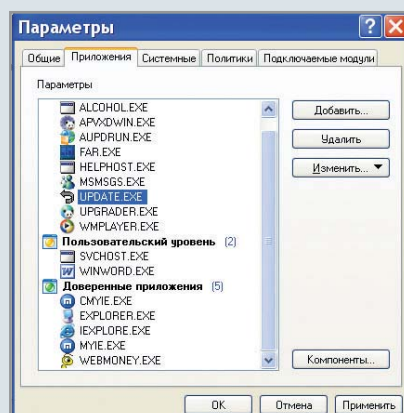 Параметры
Общие Приложения Системные Политики Подключаемые модули
Параметры
ALCOHOL.EXE
APVXDWIN.EXE
AUPDRUN.EXE
FAR.EXE
HELPHOST.EXE
MSMSGS.EXE
UPDATE.EXE
UPGRADER.EXE
WMPLAYER.EXE
Пользовательский уровень (2)
SVCHOST.EXE
WINWORD.EXE
Доверенные приложения (5)
CMYIE.EXE
EXPLORER.EXE
IEXPLORE.EXE
MYIE.EXE
WEBMONEY.EXE
Добавить...
Удалить
Изменить...
Компоненты...
OK Отмена Применить